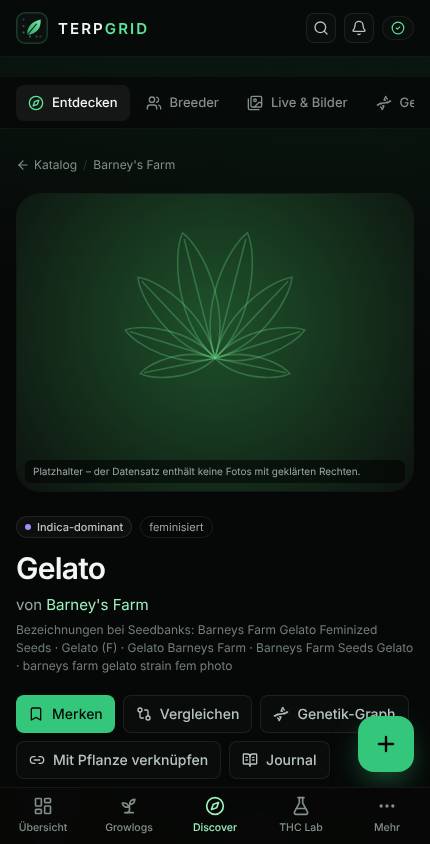 TERPGRID
Entdecken Breeder Live & Bilder Ge
Katalog / Barney's Farm
Platzhalter – der Datensatz enthält keine Fotos mit geklärten Rechten.
Indica-dominant feminisiert
Gelato
von Barney's Farm
Bezeichnungen bei Seedbanks: Barneys Farm Gelato Feminized
Seeds · Gelato (F) · Gelato Barneys Farm · Barneys Farm Seeds Gelato
· barneys farm gelato strain fem photo
Merken Vergleichen Genetik-Graph
Mit Pflanze verknüpfen Journal
Übersicht Growlogs Discover THC Lab Mehr